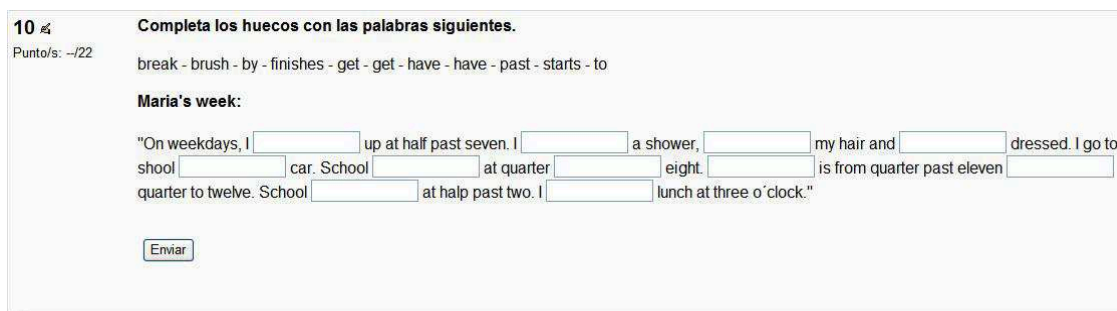 10 Completa los huecos con las palabras siguientes.
Punto/s: --/22
break - brush - by - finishes - get - get - have - have - past - starts - to
Maria's week:
"On weekdays, I up at half past seven. I a shower, my hair and dressed. I go to
shool car. School at quarter eight. is from quarter past eleven
quarter to twelve. School at halp past two. I lunch at three o´clock."
Enviar